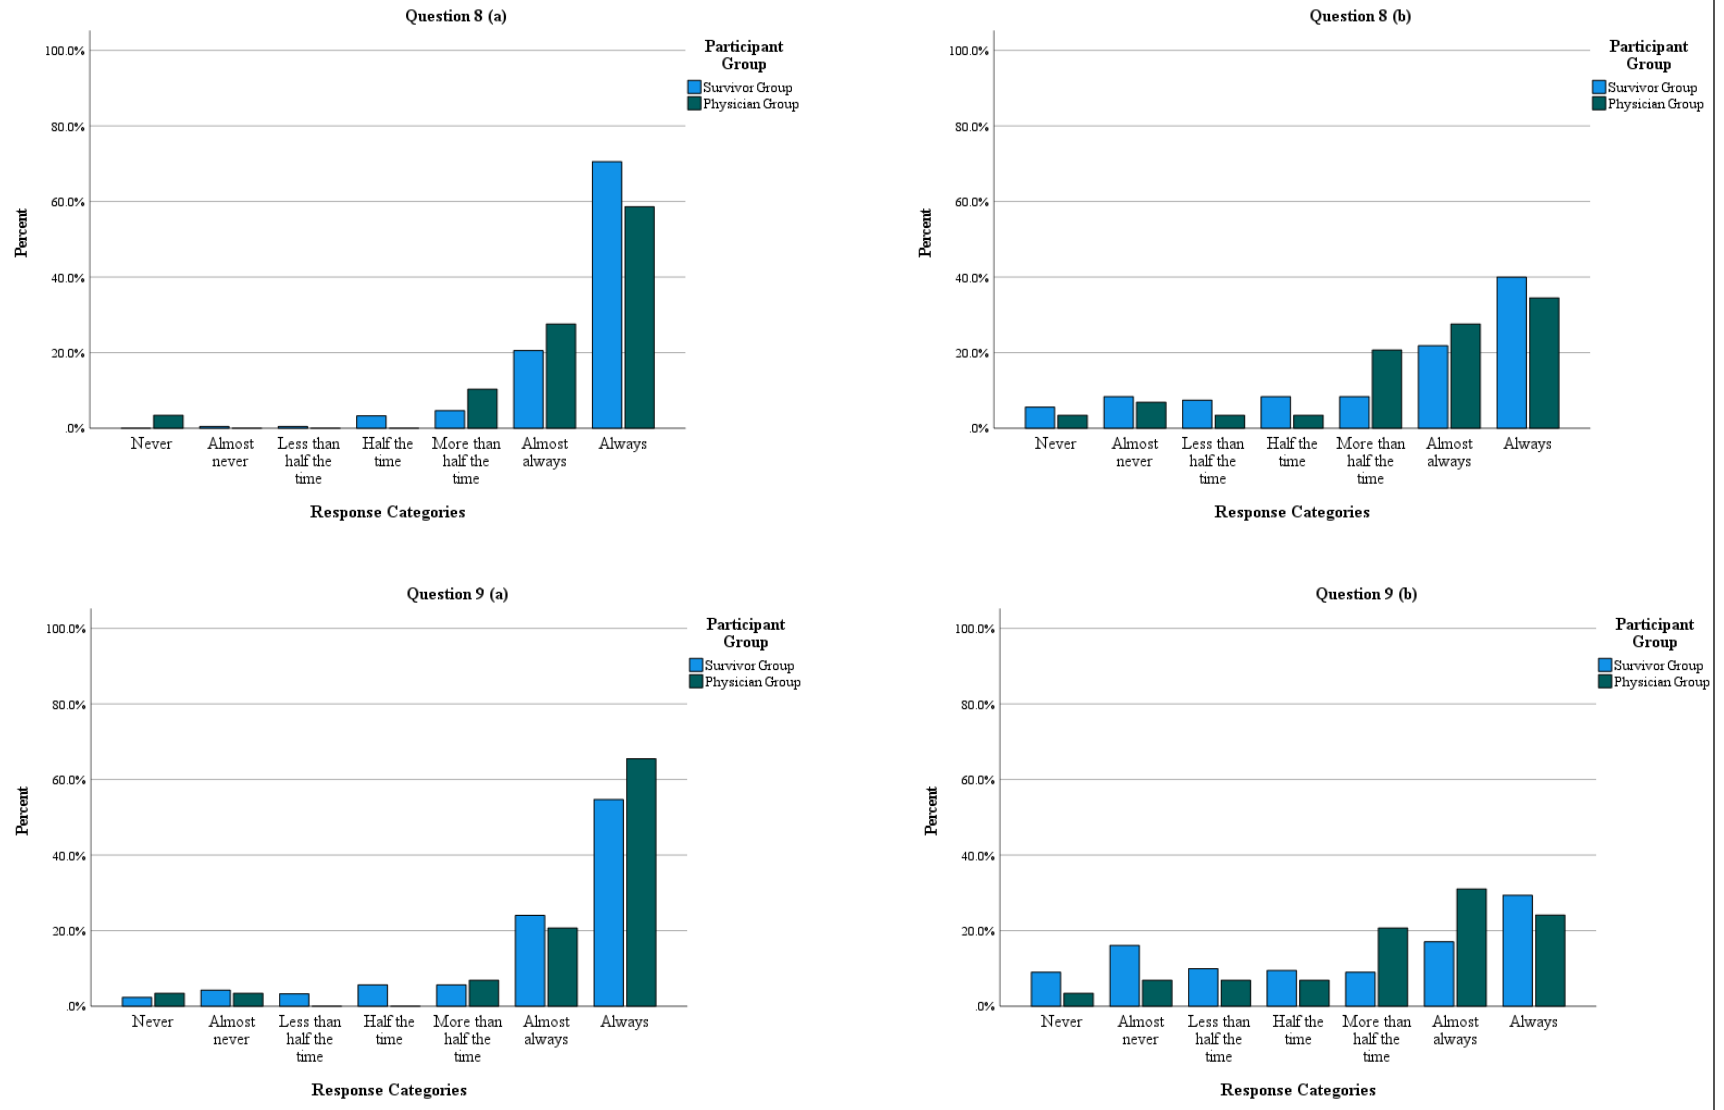 Question 8 (a)
Participant
Group
Survivor Group
Physician Group
100.0%
80.0%
60.0%
40.0%
20.0%
.0%
Percent
Never
Almost
never
Less than
half the
time
Half the
time
More than
half the
time
Almost
always
Always
Response Categories
Question 8 (b)
Participant
Group
Survivor Group
Physician Group
100.0%
80.0%
60.0%
40.0%
20.0%
.0%
Percent
Never
Almost
never
Less than
half the
time
Half the
time
More than
half the
time
Almost
always
Always
Response Categories
Question 9 (a)
Participant
Group
Survivor Group
Physician Group
100.0%
80.0%
60.0%
40.0%
20.0%
.0%
Percent
Never
Almost
never
Less than
half the
time
Half the
time
More than
half the
time
Almost
always
Always
Response Categories
Question 9 (b)
Participant
Group
Survivor Group
Physician Group
100.0%
80.0%
60.0%
40.0%
20.0%
.0%
Percent
Never
Almost
never
Less than
half the
time
Half the
time
More than
half the
time
Almost
always
Always
Response Categories